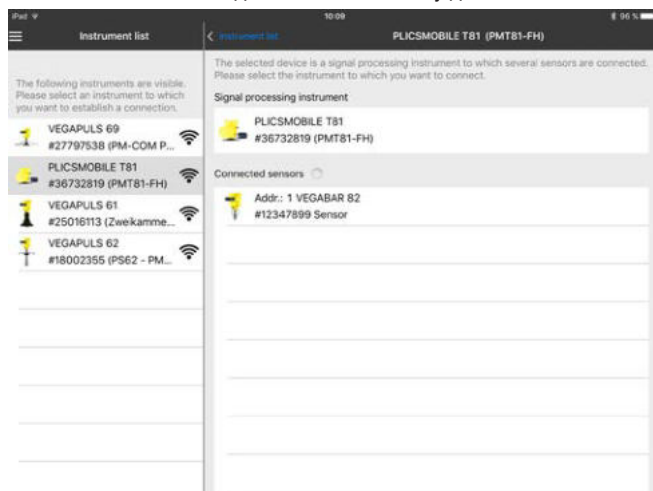 iPad
10:09
96 %
Instrument list
Instrument list
PLICSMOBILE T81 (PMT81-FH)
The following instruments are visible.
Please select an instrument to which
you want to establish a connection.
VEGAPULS 69
#27797538 (PM-COM P...
PLICSMOBILE T81
#36732819 (PMT81-FH)
VEGAPULS 61
#25016113 (Zweikamme...
VEGAPULS 62
#18002355 (PS62 - PM...
The selected device is a signal processing instrument to which several sensors are connected.
Please select the instrument to which you want to connect.
Signal processing instrument
PLICSMOBILE T81
#36732819 (PMT81-FH)
Connected sensors
Addr.: 1 VEGABAR 82
#12347899 Sensor